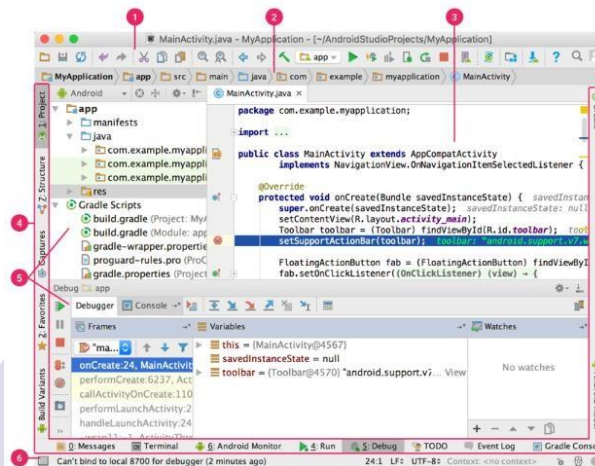 1
2
3
MainActivity.java - MyApplication - [~/AndroidStudioProjects/MyApplication]
app
MyApplication app src main java com example myapplication MainActivity
Android
MainActivity.java
1: Project
app
manifests
java
com.example.myappli
com.example.myappli
com.example.myappli
res
Gradle Scripts
build.gradle (Project: MyA
build.gradle (Module: app
gradle-wrapper.propertie
proguard-rules.pro (ProG
gradle.properties (Project
package com.example.myapplication;
import ...
public class MainActivity extends AppCompatActivity
implements NavigationView.OnNavigationItemSelectedListener {
@Override
protected void onCreate(Bundle savedInstanceState) { savedInstan
super.onCreate(savedInstanceState); savedInstanceState: null
setContentView(R.layout.activity_main);
Toolbar toolbar = (Toolbar) findViewById(R.id.toolbar); too
setSupportActionBar(toolbar); toolbar: "android.support.v7.w
FloatingActionButton fab = (FloatingActionButton) findViewByI
fab.setOnClickListener((OnClickListener) (view) → {
Z: Structure
Captures
2: Favorites
Build Variants
4
5
Debug app
Debugger Console
Frames Variables Watches
"ma...
onCreate:24, MainActivit
performCreate:6237, Act
callActivityOnCreate:110
performLaunchActivity:2
handleLaunchActivity:24
this = {MainActivity@4567}
savedInstanceState = null
toolbar = {Toolbar@4570} "android.support.v7... View
No watches
0: Messages Terminal 6: Android Monitor 4: Run 5: Debug TODO Event Log Gradle Conso
6
Can't bind to local 8700 for debugger (2 minutes ago) 24:1 LF: UTF-8: Context: <no context>